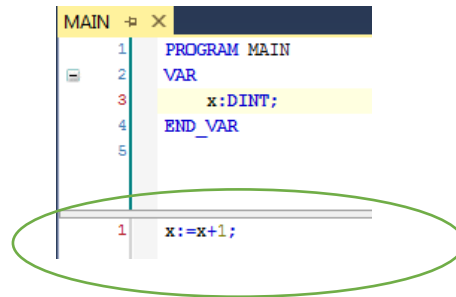 MAIN
1 PROGRAM MAIN
2 VAR
3 x:DINT;
4 END_VAR
5
1 x:=x+1;